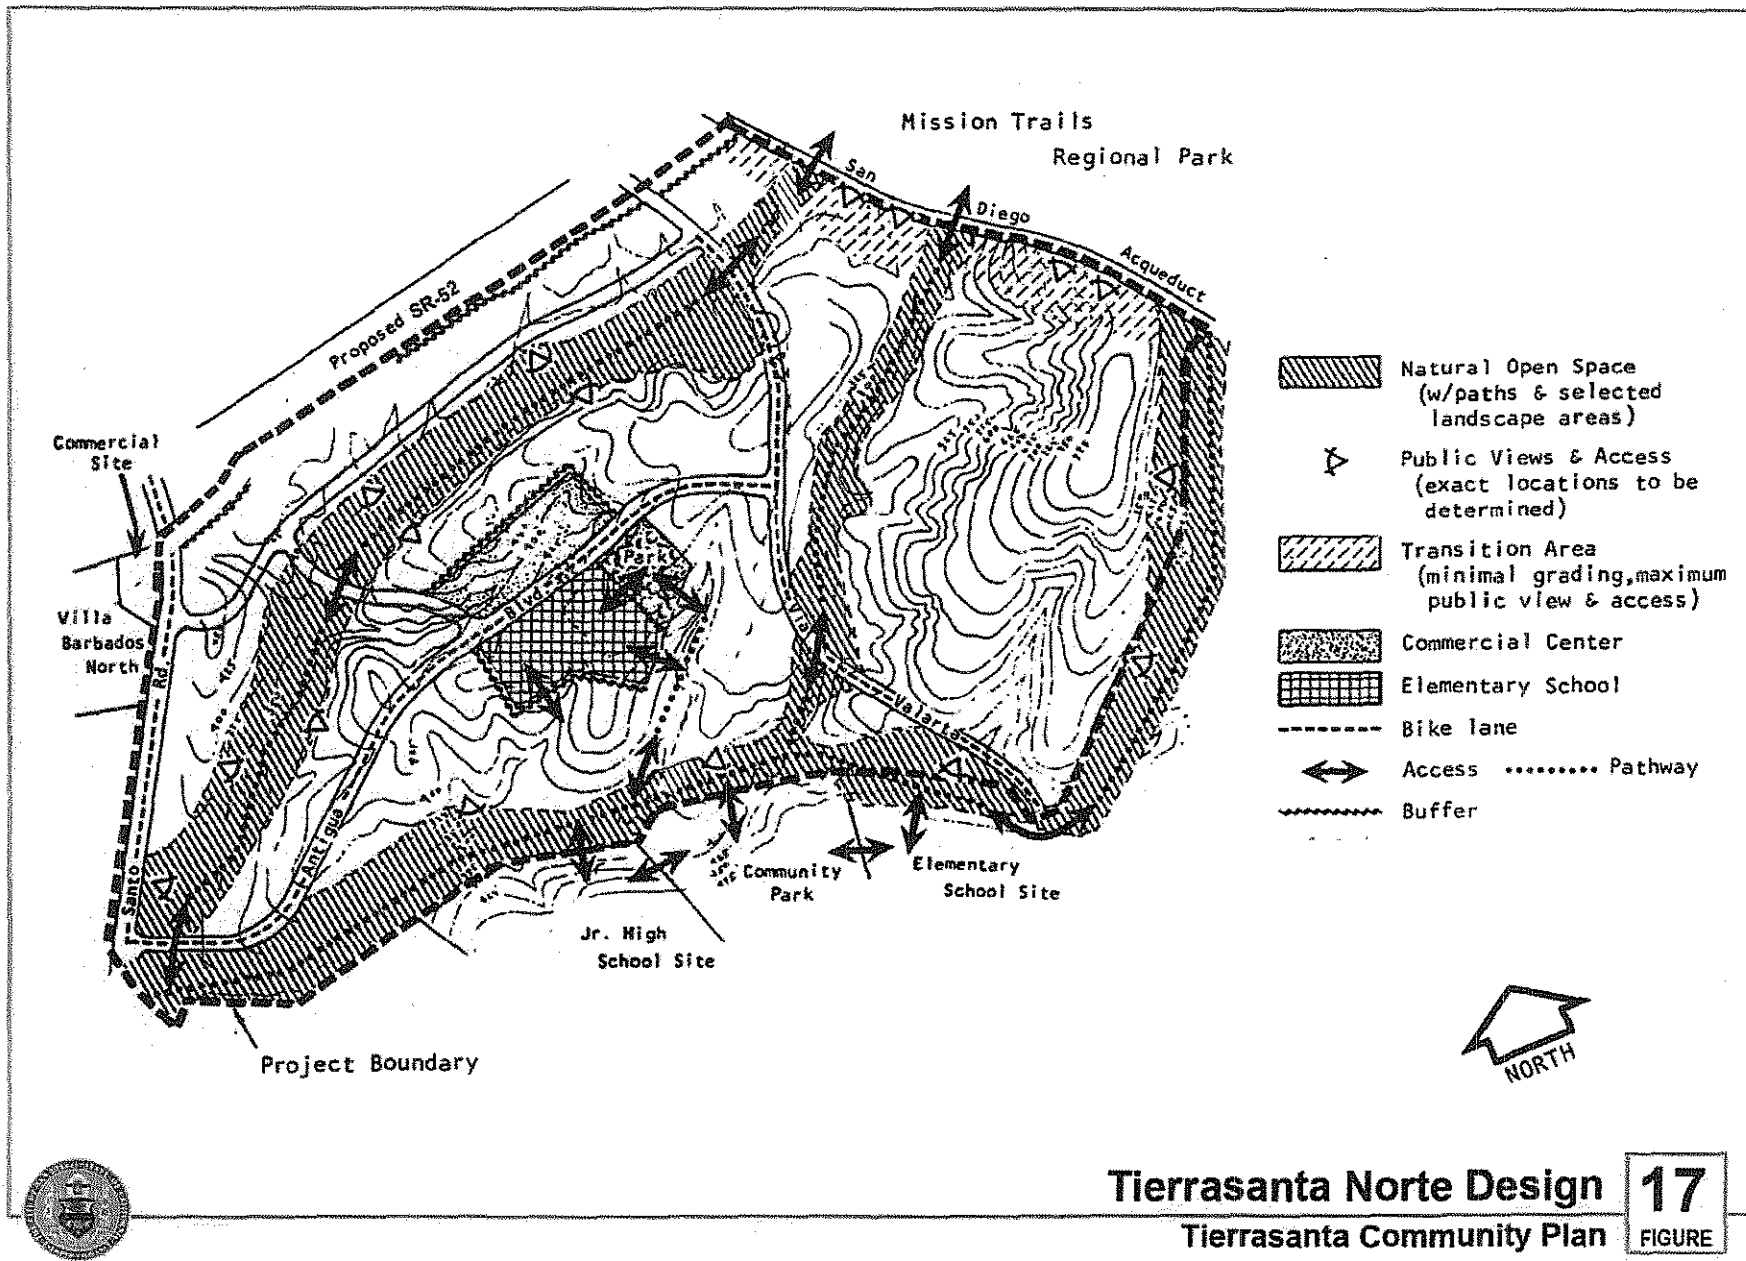 Mission Trails
Regional Park
San
Diego
Acqueduct
Proposed SR-52
Commercial
Site
Villa
Barbados
North
Santo Rd.
Antigua Blvd.
Park
Via
Valarta
Community
Park
Elementary
School Site
Jr. High
School Site
Project Boundary
Natural Open Space
(w/paths & selected
landscape areas)
Public Views & Access
(exact locations to be
determined)
Transition Area
(minimal grading,maximum
public view & access)
Commercial Center
Elementary School
Bike lane
Access
Pathway
Buffer
NORTH
Tierrasanta Norte Design
Tierrasanta Community Plan
17
FIGURE